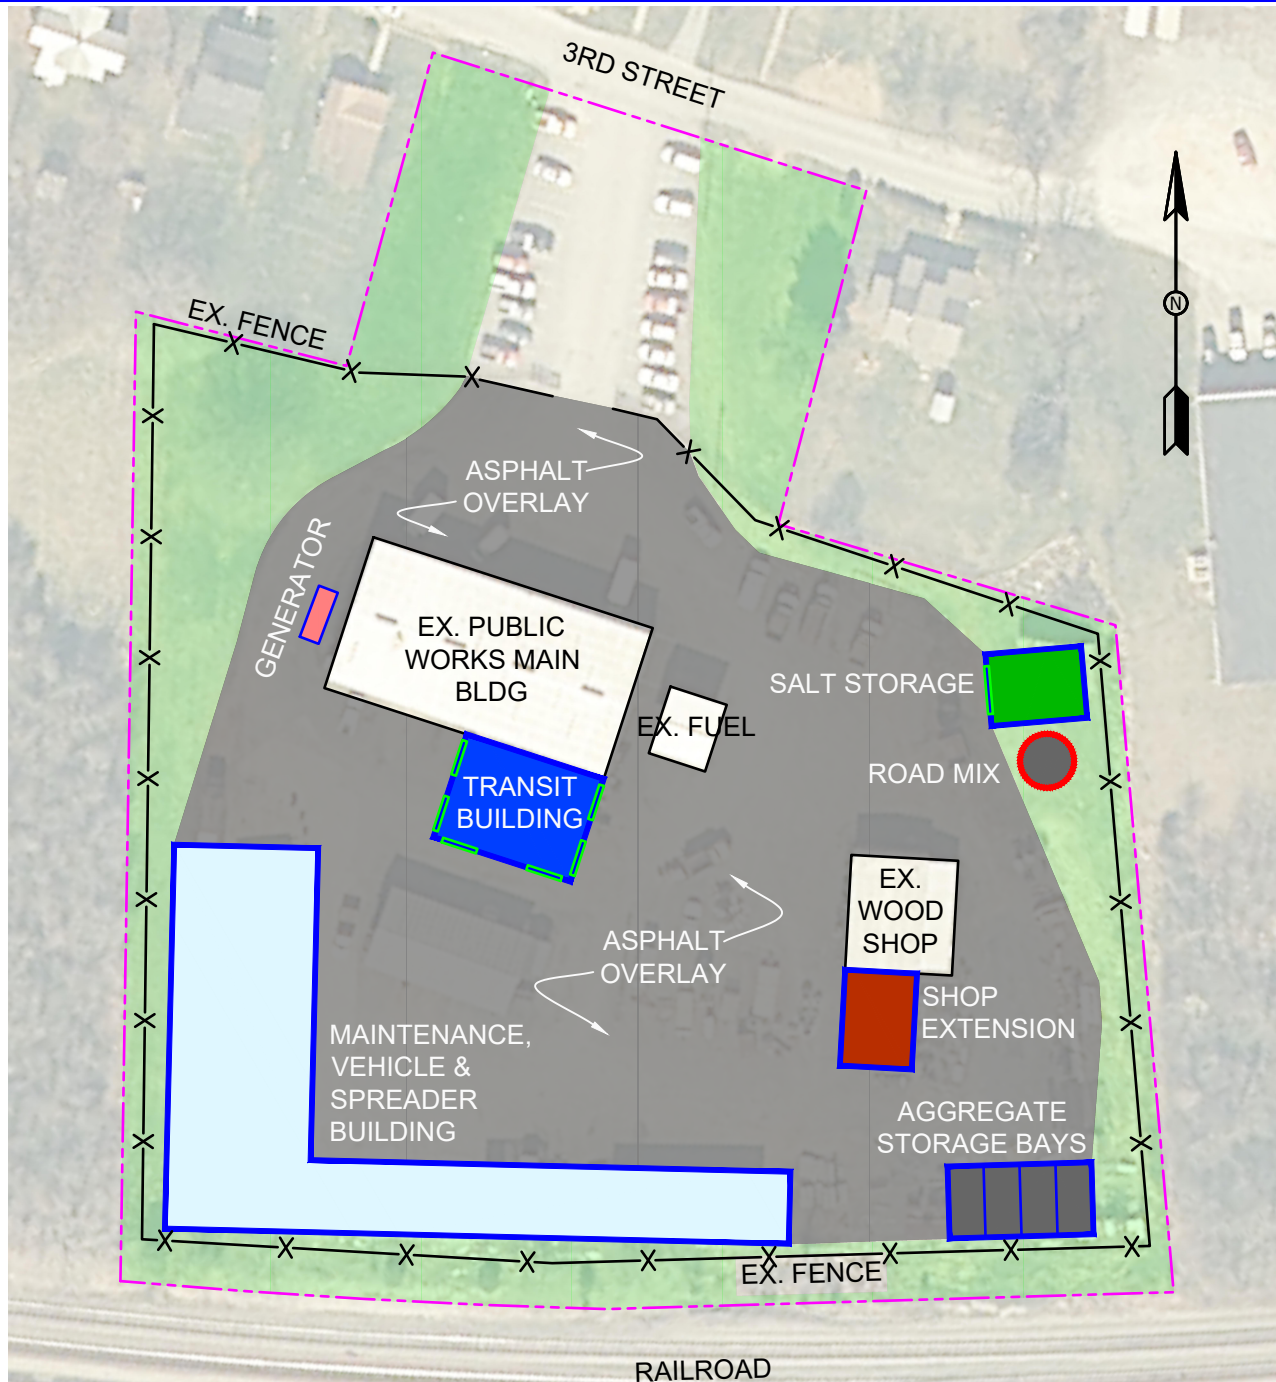 3RD STREET
EX. FENCE
N
ASPHALT
OVERLAY
GENERATOR
EX. PUBLIC
WORKS MAIN
BLDG
SALT STORAGE
EX. FUEL
ROAD MIX
TRANSIT
BUILDING
EX.
WOOD
SHOP
ASPHALT
OVERLAY
SHOP
EXTENSION
MAINTENANCE,
VEHICLE &
SPREADER
BUILDING
AGGREGATE
STORAGE BAYS
EX. FENCE
RAILROAD